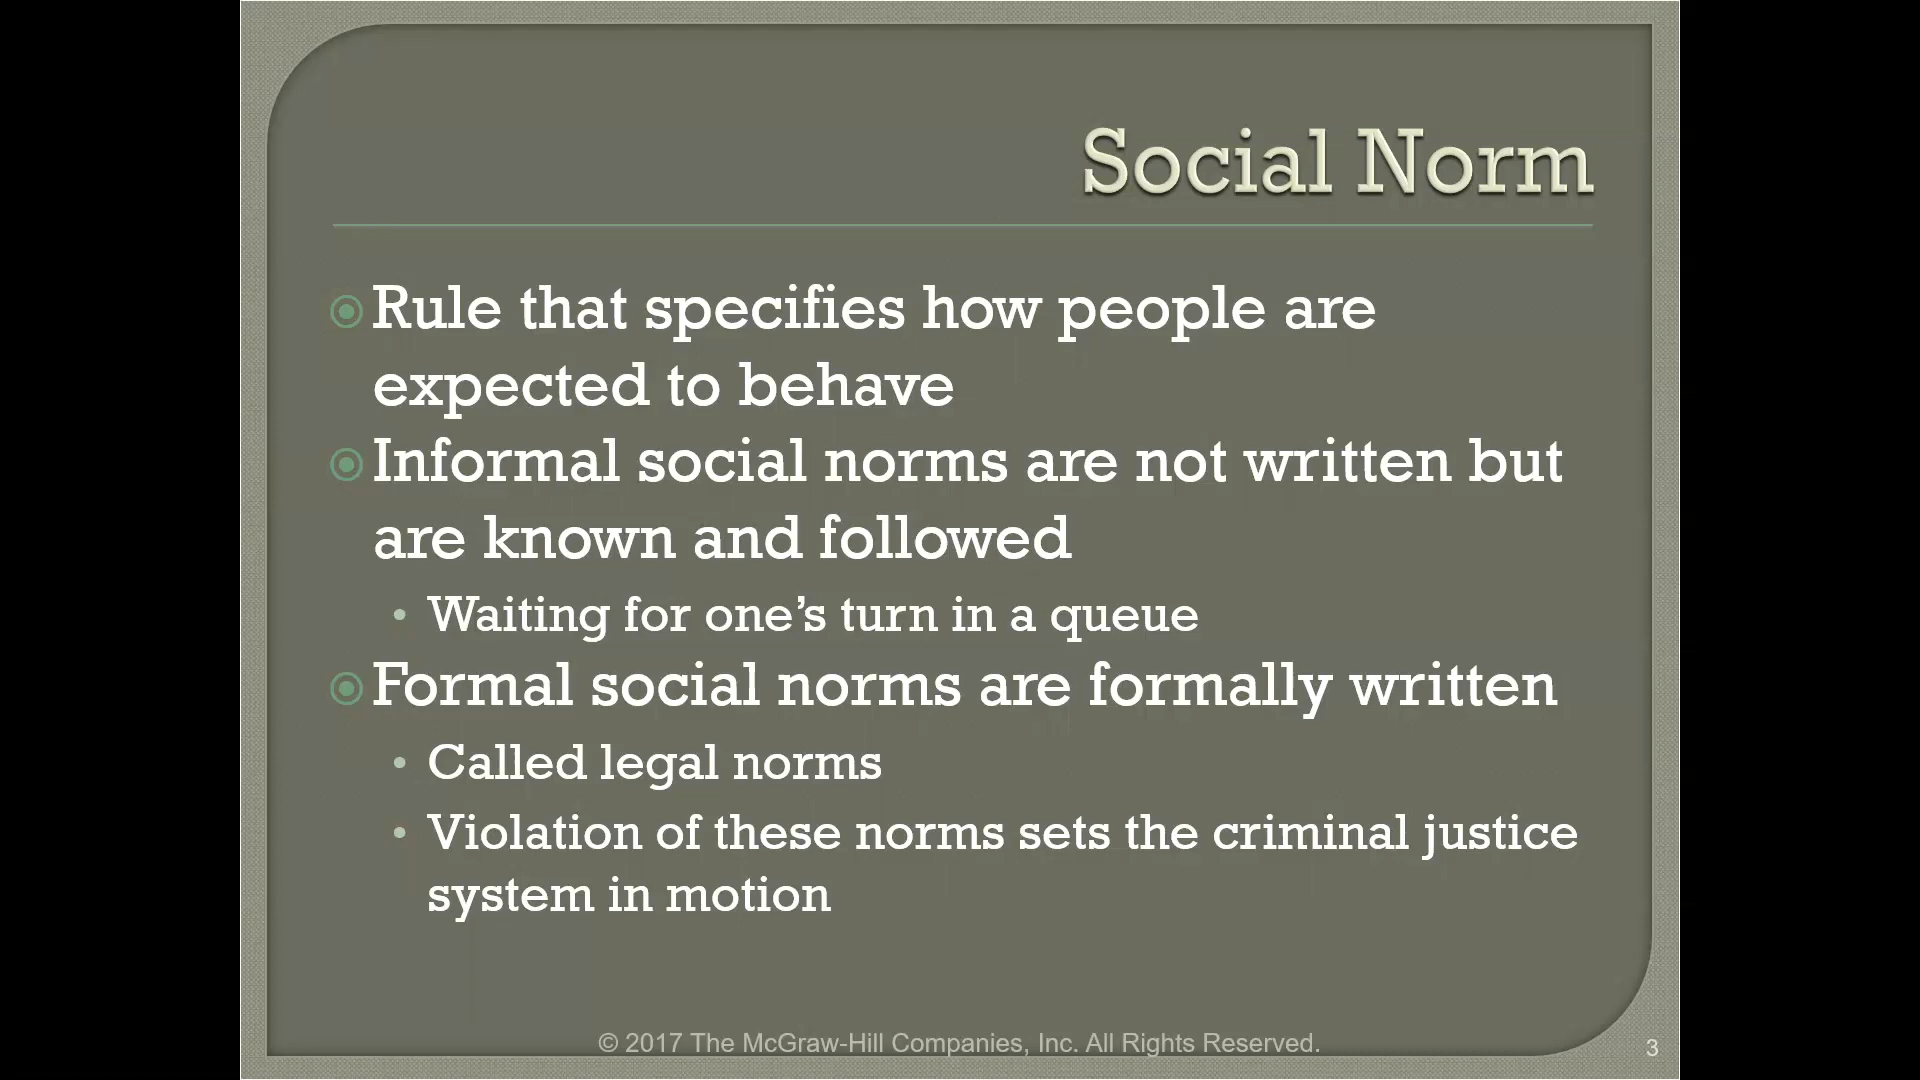 Social Norm
Rule that specifies how people are
expected to behave
Informal social norms are not written but
are known and followed
• Waiting for one’s turn in a queue
Formal social norms are formally written
• Called legal norms
• Violation of these norms sets the criminal justice
system in motion
© 2017 The McGraw-Hill Companies, Inc. All Rights Reserved.
3